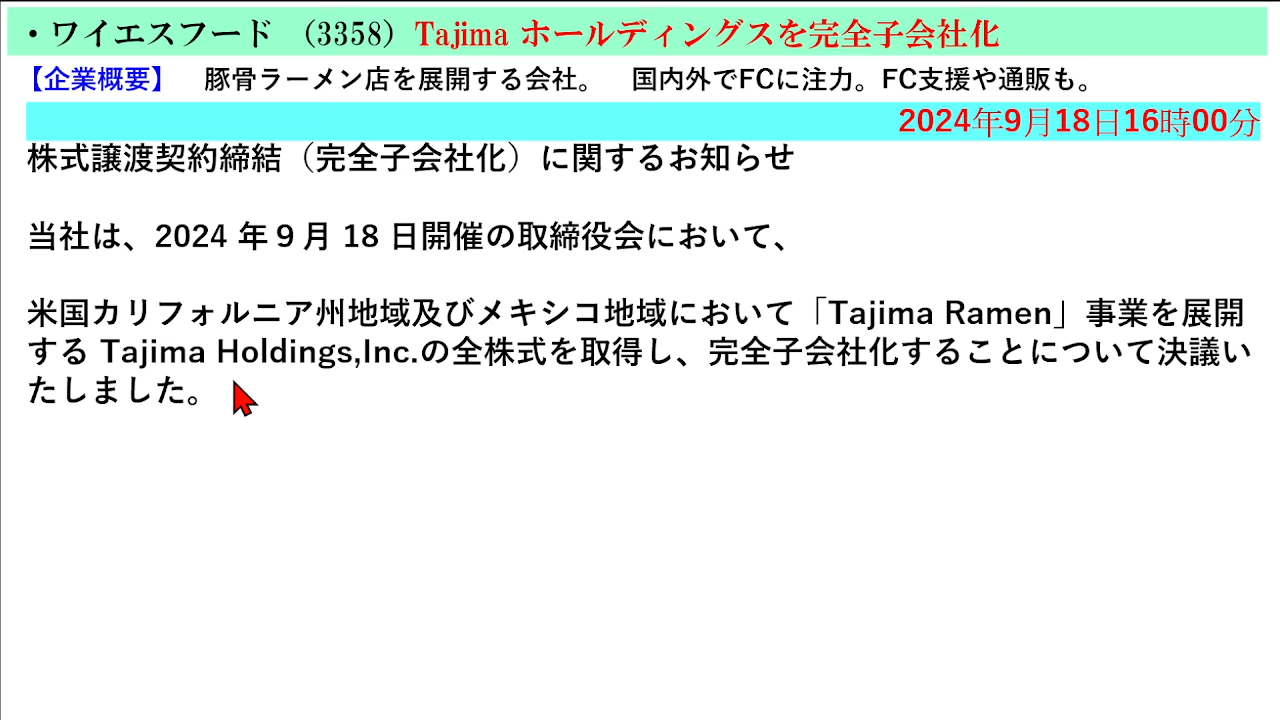 ・ワイエスフード （3358）Tajima ホールディングスを完全子会社化
【企業概要】 豚骨ラーメン店を展開する会社。 国内外でFCに注力。FC支援や通販も。
2024年9月18日16時00分
株式譲渡契約締結（完全子会社化）に関するお知らせ
当社は、2024 年９月 18 日開催の取締役会において、
米国カリフォルニア州地域及びメキシコ地域において「Tajima Ramen」事業を展開
する Tajima Holdings,Inc.の全株式を取得し、完全子会社化することについて決議い
たしました。